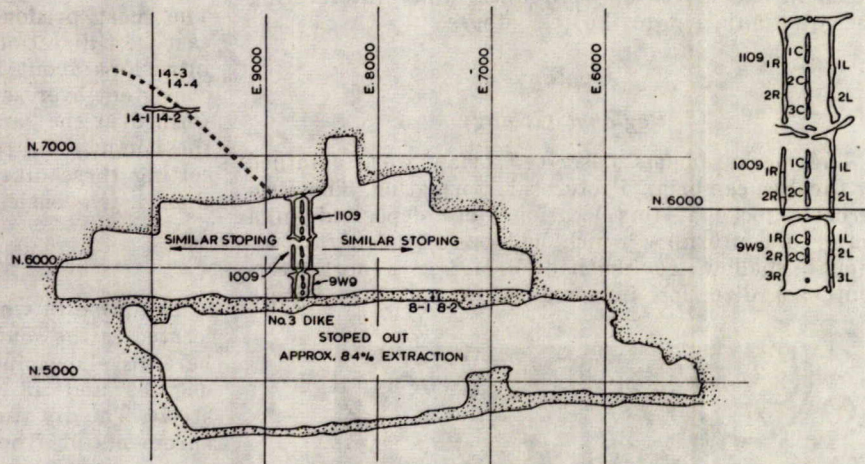 E. 9000
E. 8000
E. 7000
E. 6000
14-3
14-4
14-1 14-2
N. 7000
1109
SIMILAR STOPING
SIMILAR STOPING
N. 6000
1009
9W9
8-1 8-2
No. 3 DIKE
STOPED OUT
APPROX. 84% EXTRACTION
N. 5000
1109
1R
1C
1L
2R
2C
2L
3C
1009
1R
1C
1L
2R
2C
2L
N. 6000
9W9
1R
1C
1L
2R
2C
2L
3R
3L